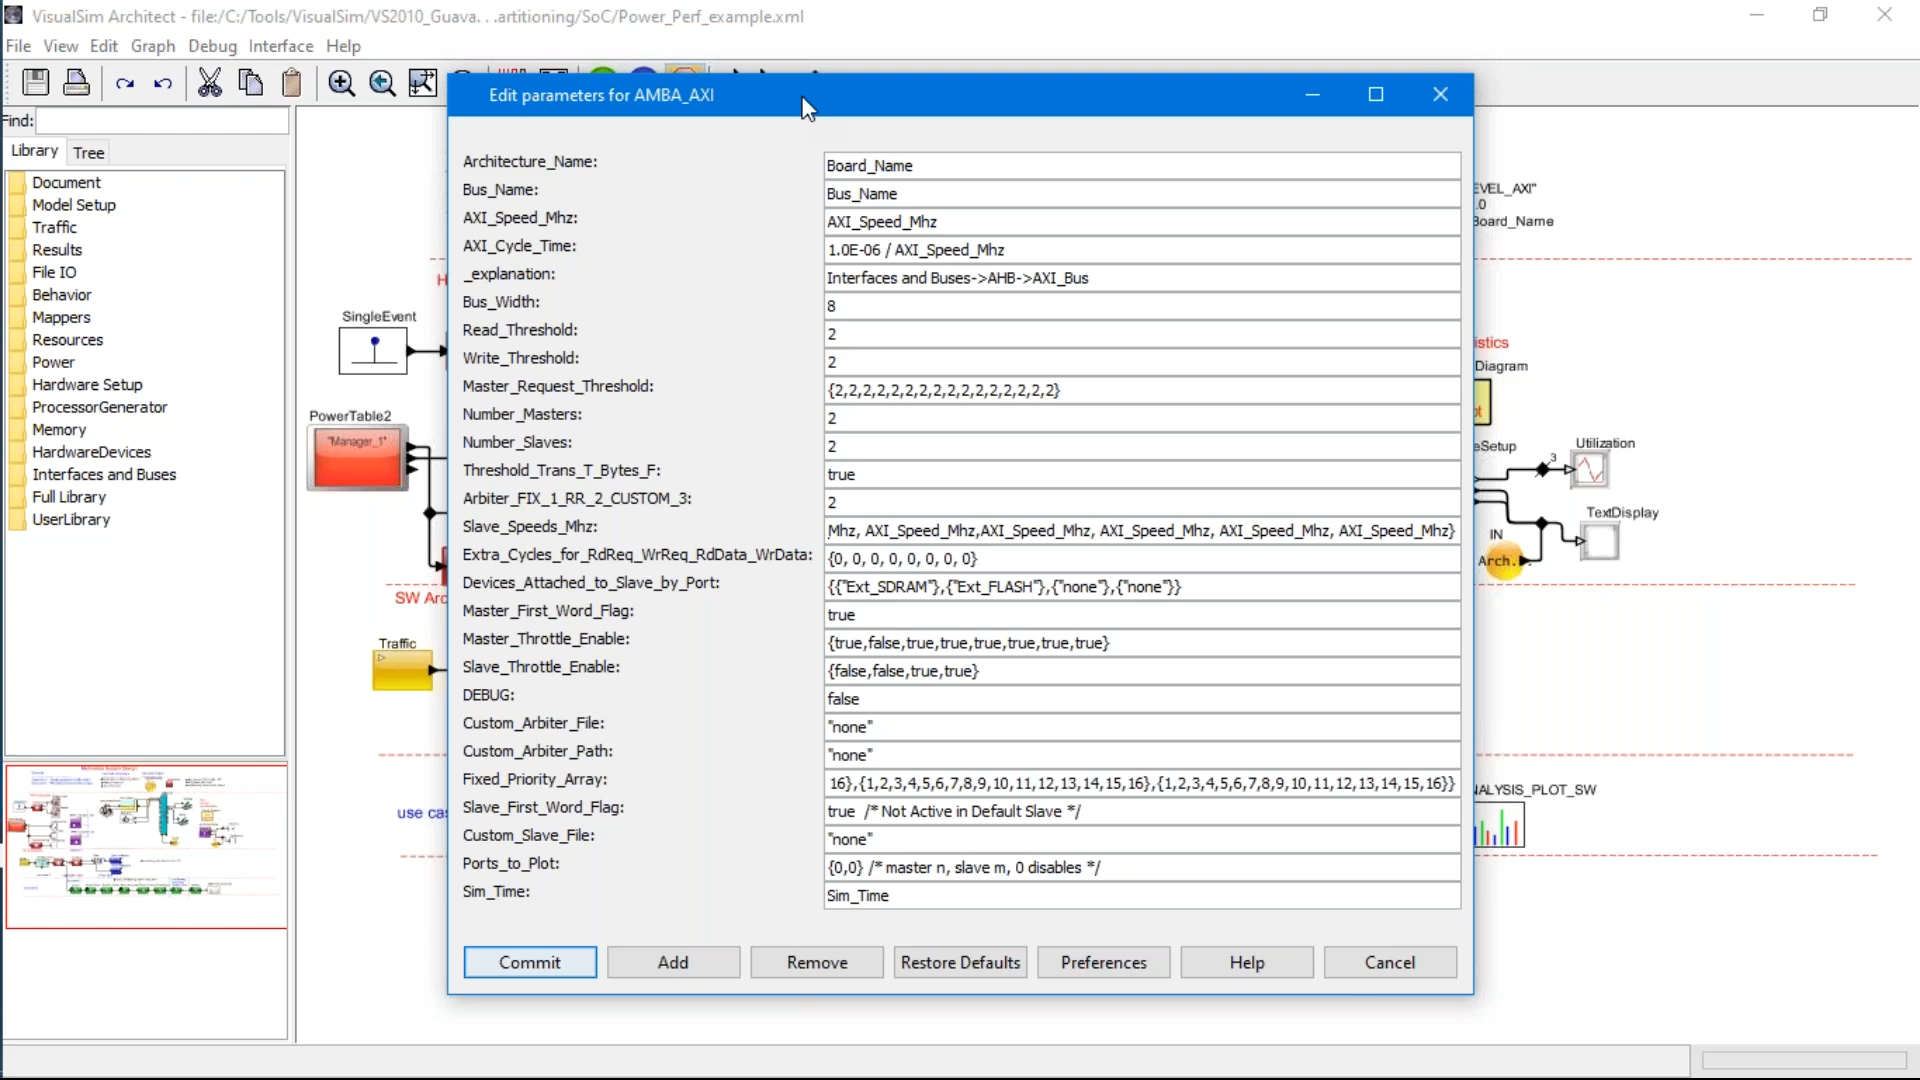 VisualSim Architect - file:/C:/Tools/VisualSim/VS2010_Guava. . .artitioning/SoC/Power_Perf_example.xml
File View Edit Graph Debug Interface Help
Find:
Library Tree
Document
Model Setup
Traffic
Results
File IO
Behavior
Mappers
Resources
Power
Hardware Setup
ProcessorGenerator
Memory
HardwareDevices
Interfaces and Buses
Full Library
UserLibrary
SingleEvent
PowerTable2
"Manager_1"
SW Arc
Traffic
use cas
Edit parameters for AMBA_AXI
Architecture_Name: Board_Name
Bus_Name: Bus_Name
AXI_Speed_Mhz: AXI_Speed_Mhz
AXI_Cycle_Time: 1.0E-06 / AXI_Speed_Mhz
_explanation: Interfaces and Buses->AHB->AXI_Bus
Bus_Width: 8
Read_Threshold: 2
Write_Threshold: 2
Master_Request_Threshold: {2,2,2,2,2,2,2,2,2,2,2,2,2,2,2,2}
Number_Masters: 2
Number_Slaves: 2
Threshold_Trans_T_Bytes_F: true
Arbiter_FIX_1_RR_2_CUSTOM_3: 2
Slave_Speeds_Mhz: Mhz, AXI_Speed_Mhz,AXI_Speed_Mhz, AXI_Speed_Mhz, AXI_Speed_Mhz, AXI_Speed_Mhz}
Extra_Cycles_for_RdReq_WrReq_RdData_WrData: {0, 0, 0, 0, 0, 0, 0, 0}
Devices_Attached_to_Slave_by_Port: {{"Ext_SDRAM"},{"Ext_FLASH"},{"none"},{"none"}}
Master_First_Word_Flag: true
Master_Throttle_Enable: {true,false,true,true,true,true,true,true}
Slave_Throttle_Enable: {false,false,true,true}
DEBUG: false
Custom_Arbiter_File: "none"
Custom_Arbiter_Path: "none"
Fixed_Priority_Array: 16},{1,2,3,4,5,6,7,8,9,10,11,12,13,14,15,16},{1,2,3,4,5,6,7,8,9,10,11,12,13,14,15,16}}
Slave_First_Word_Flag: true /* Not Active in Default Slave */
Custom_Slave_File: "none"
Ports_to_Plot: {0,0} /* master n, slave m, 0 disables */
Sim_Time: Sim_Time
Commit Add Remove Restore Defaults Preferences Help Cancel
EVEL_AXI"
.0
Board_Name
istics
Diagram
eSetup
Utilization
3
TextDisplay
IN
Arch..
NALYSIS_PLOT_SW